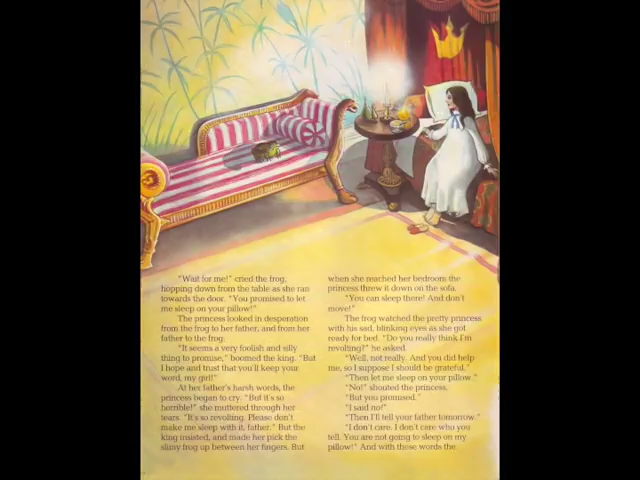 "Wait for me!" cried the frog,
hopping down from the table as she ran
towards the door. "You promised to let
me sleep on your pillow!"
The princess looked in desperation
from the frog to her father, and from her
father to the frog.
"It seems a very foolish and silly
thing to promise," boomed the king. "But
I hope and trust that you'll keep your
word, my girl!"
At her father's harsh words, the
princess began to cry. "But it's so
horrible!" she muttered through her
tears. "It's so revolting. Please don't
make me sleep with it, father." But the
king insisted, and made her pick the
slimy frog up between her fingers. But
when she reached her bedroom the
princess threw it down on the sofa.
"You can sleep there! And don't
move!"
The frog watched the pretty princess
with his sad, blinking eyes as she got
ready for bed. "Do you really think I'm
revolting?" he asked.
"Well, not really. And you did help
me, so I suppose I should be grateful."
"Then let me sleep on your pillow."
"No!" shouted the princess.
"But you promised."
"I said no!"
"Then I'll tell your father tomorrow."
"I don't care. I don't care who you
tell. You are not going to sleep on my
pillow!" And with these words the